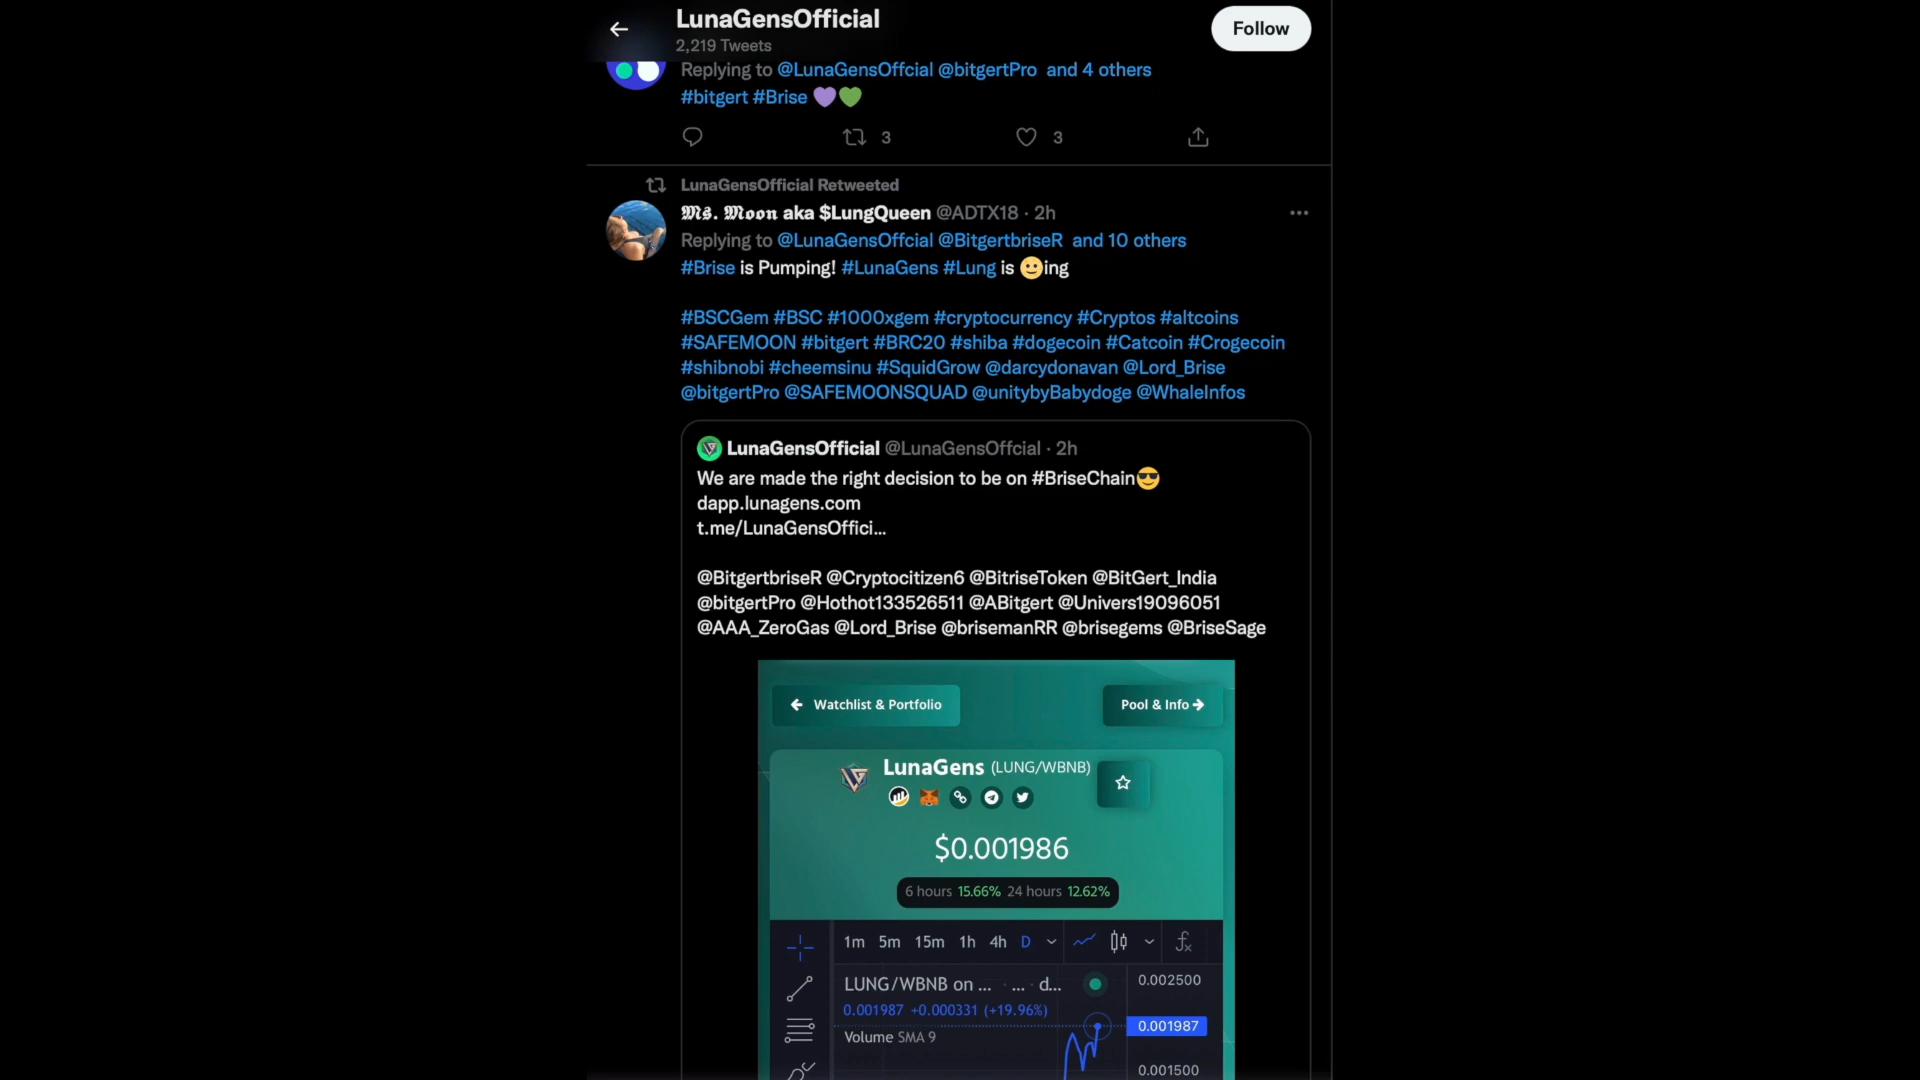 LunaGensOfficial
2,219 Tweets
Follow
Replying to @LunaGensOffcial @bitgertPro and 4 others
#bitgert #Brise 💜💚
3
3
LunaGensOfficial Retweeted
𝕸𝖘. 𝕸𝖔𝖔𝖓 aka $LungQueen @ADTX18 · 2h
Replying to @LunaGensOffcial @BitgertbriseR and 10 others
#Brise is Pumping! #LunaGens #Lung is 🙂ing
#BSCGem #BSC #1000xgem #cryptocurrency #Cryptos #altcoins
#SAFEMOON #bitgert #BRC20 #shiba #dogecoin #Catcoin #Crogecoin
#shibnobi #cheemsinu #SquidGrow @darcydonavan @Lord_Brise
@bitgertPro @SAFEMOONSQUAD @unitybyBabydoge @WhaleInfos
LunaGensOfficial @LunaGensOffcial · 2h
We are made the right decision to be on #BriseChain😎
dapp.lunagens.com
t.me/LunaGensOffici...
@BitgertbriseR @Cryptocitizen6 @BitriseToken @BitGert_India
@bitgertPro @Hothot133526511 @ABitgert @Univers19096051
@AAA_ZeroGas @Lord_Brise @brisemanRR @brisegems @BriseSage
Watchlist & Portfolio
Pool & Info
LunaGens (LUNG/WBNB)
$0.001986
6 hours 15.66% 24 hours 12.62%
1m 5m 15m 1h 4h D
LUNG/WBNB on ... · ... · d...
0.002500
0.001987 +0.000331 (+19.96%)
0.001987
Volume SMA 9
0.001500